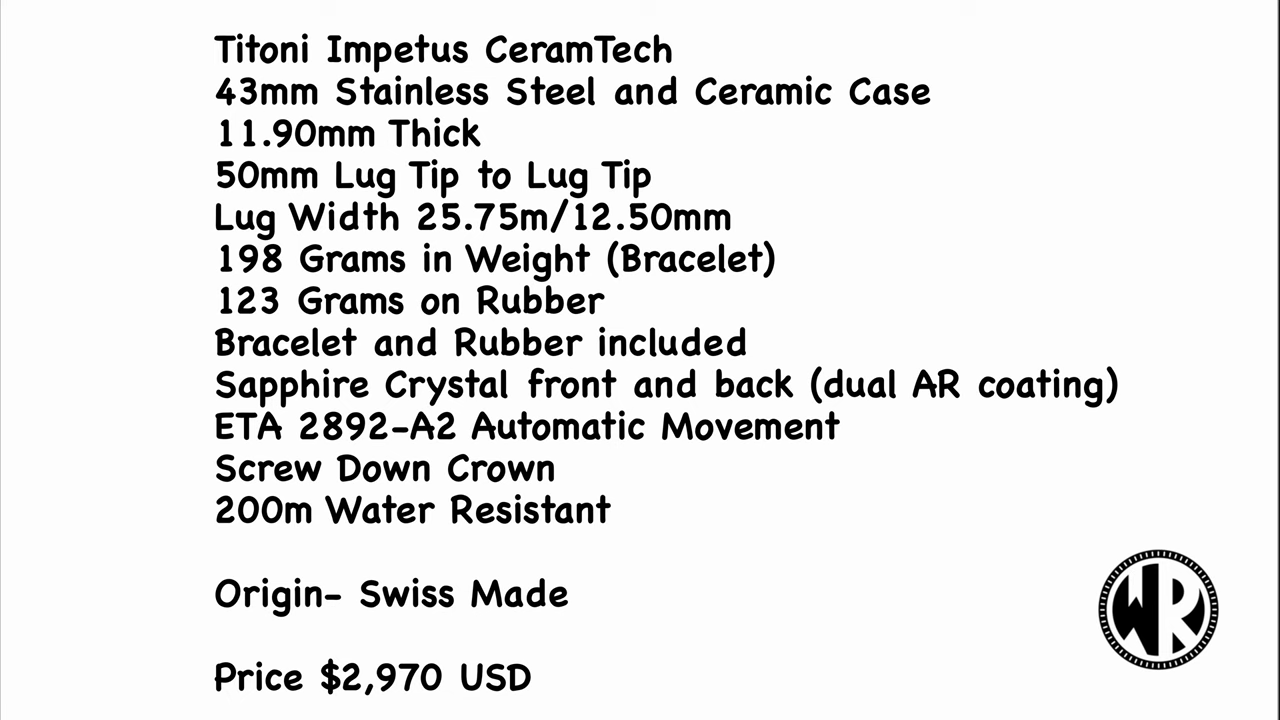 Titoni Impetus CeramTech
43mm Stainless Steel and Ceramic Case
11.90mm Thick
50mm Lug Tip to Lug Tip
Lug Width 25.75m/12.50mm
198 Grams in Weight (Bracelet)
123 Grams on Rubber
Bracelet and Rubber included
Sapphire Crystal front and back (dual AR coating)
ETA 2892-A2 Automatic Movement
Screw Down Crown
200m Water Resistant
Origin- Swiss Made
WR
Price $2,970 USD